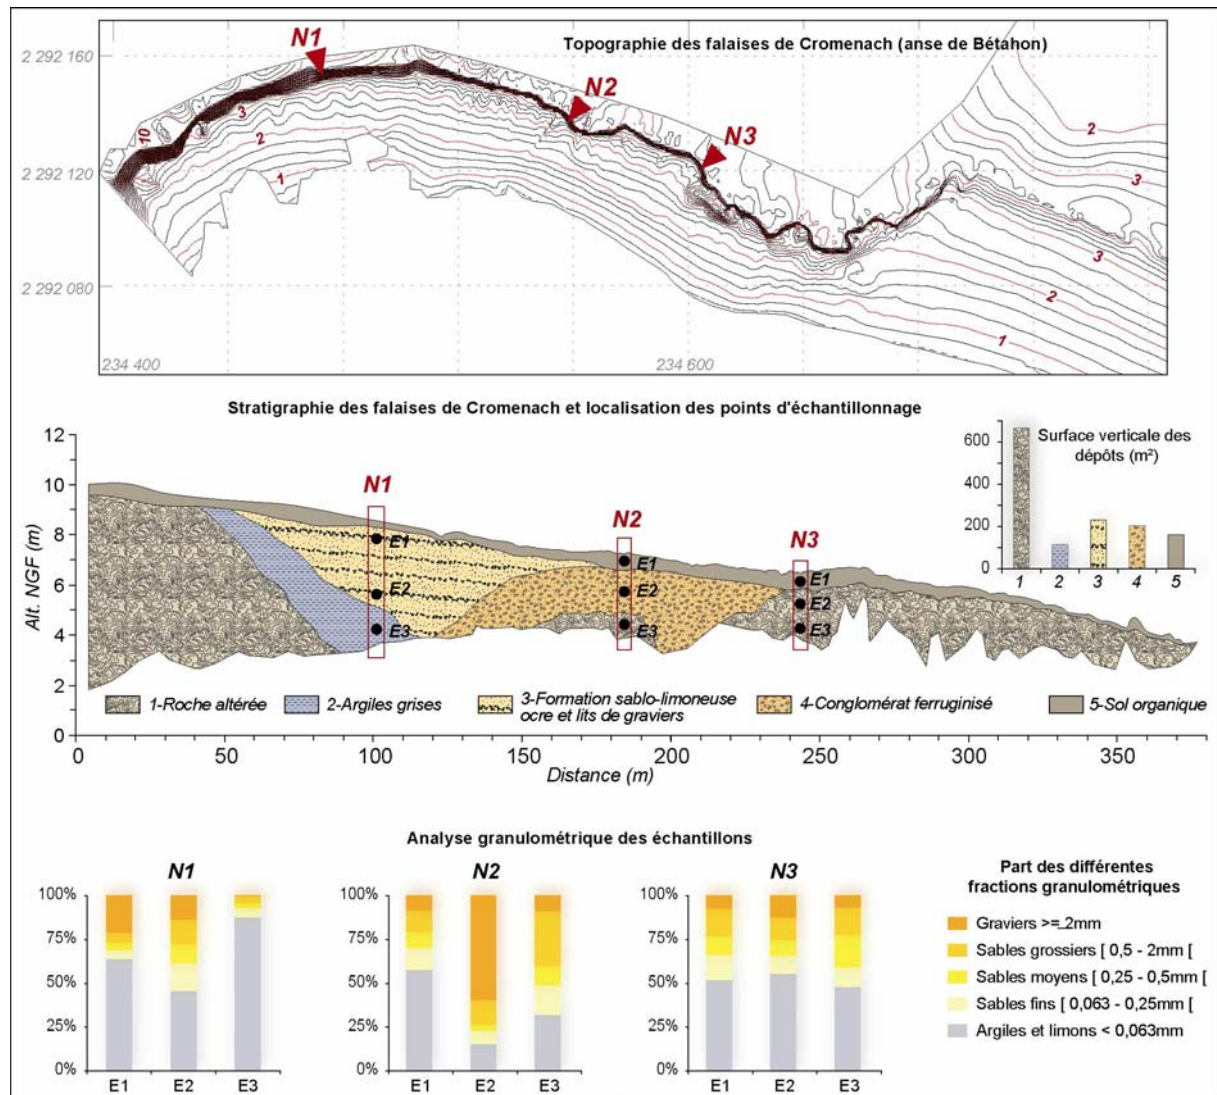 Topographie des falaises de Cromenach (anse de Bétahon)
N1
N2
N3
2 292 160
2 292 120
2 292 080
234 400
234 600
10
3
2
1
2
3
3
2
1
Stratigraphie des falaises de Cromenach et localisation des points d'échantillonnage
Alt. NGF (m)
12
10
8
6
4
2
0
N1
E1
E2
E3
N2
E1
E2
E3
N3
E1
E2
E3
Surface verticale des
dépôts (m²)
600
400
200
0
1 2 3 4 5
1-Roche altérée
2-Argiles grises
3-Formation sablo-limoneuse
ocre et lits de graviers
4-Conglomérat ferruginisé
5-Sol organique
0 50 100 150 200 250 300 350
Distance (m)
Analyse granulométrique des échantillons
N1
100%
75%
50%
25%
0%
E1 E2 E3
N2
100%
75%
50%
25%
0%
E1 E2 E3
N3
100%
75%
50%
25%
0%
E1 E2 E3
Part des différentes
fractions granulométriques
Graviers >=2mm
Sables grossiers [ 0,5 - 2mm [
Sables moyens [ 0,25 - 0,5mm [
Sables fins [ 0,063 - 0,25mm [
Argiles et limons < 0,063mm